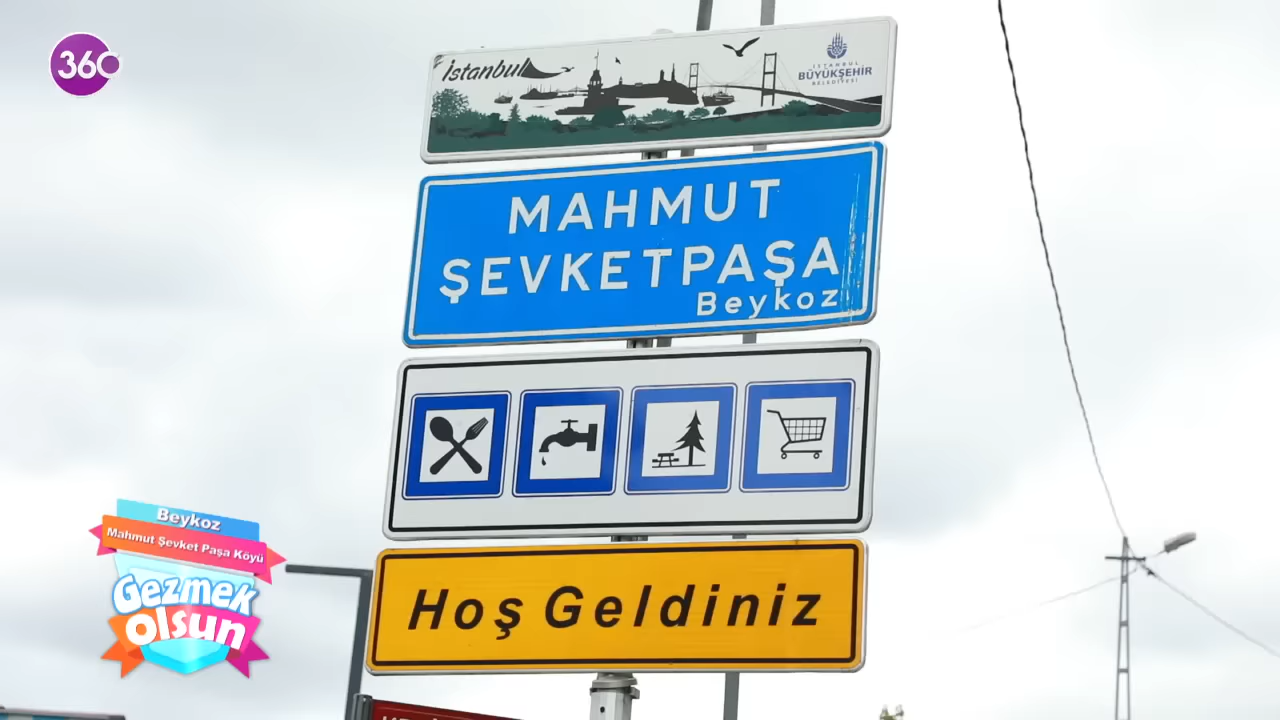 360
İstanbul
İSTANBUL
BÜYÜKŞEHİR
BELEDİYESİ
MAHMUT
ŞEVKETPAŞA
Beykoz
Hoş Geldiniz
Beykoz
Mahmut Şevket Paşa Köyü
Gezmek
olsun